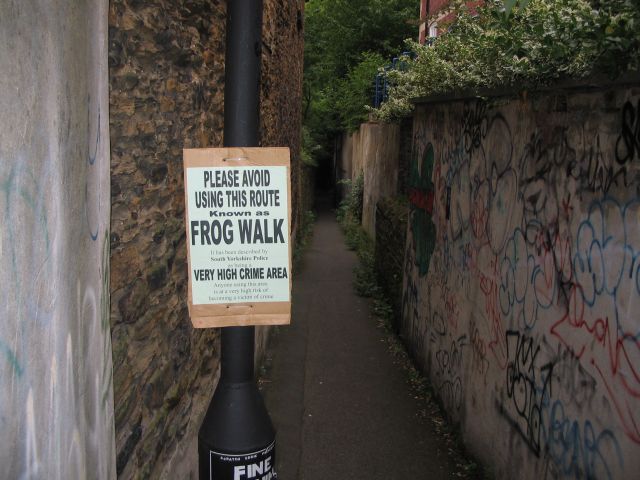 PLEASE AVOID
USING THIS ROUTE
Known as
FROG WALK
It has been described by
South Yorkshire Police
as being a
VERY HIGH CRIME AREA
Anyone using this area
is at a very high risk of
becoming a victim of crime
FINE